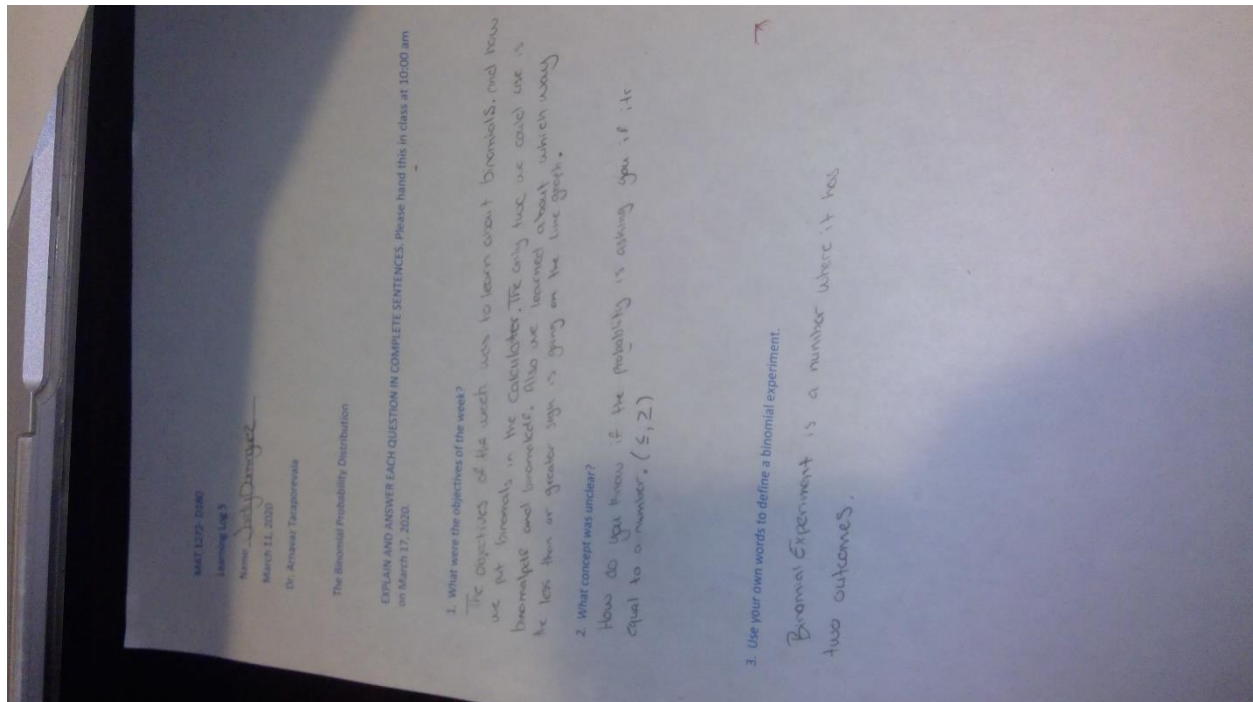 MAT 1272- D180
Learning Log 5
Name
March 11, 2020
Dr. Arnavaz Taraporevala
The Binomial Probability Distribution
EXPLAIN AND ANSWER EACH QUESTION IN COMPLETE SENTENCES. Please hand this in class at 10:00 am
on March 17, 2020.
1. What were the objectives of the week?
The objectives of the week was to learn about binomials. and how
we put binomals in the calculater. The only two we could use is
binomalpdf and binomcdf. Also we learned about which way
the less than or greater sign is going on the line graph.
2. What concept was unclear?
How do you know if the probability is asking you if its
equal to a number. (≤, ≥)
3. Use your own words to define a binomial experiment.
Binomial Experiment is a number where it has
two outcomes.